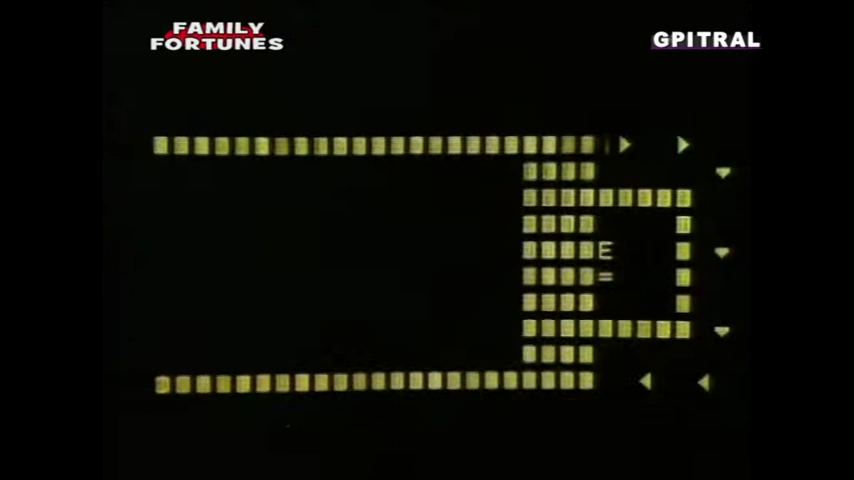 FAMILY
FORTUNES
GPITRAL
E
=